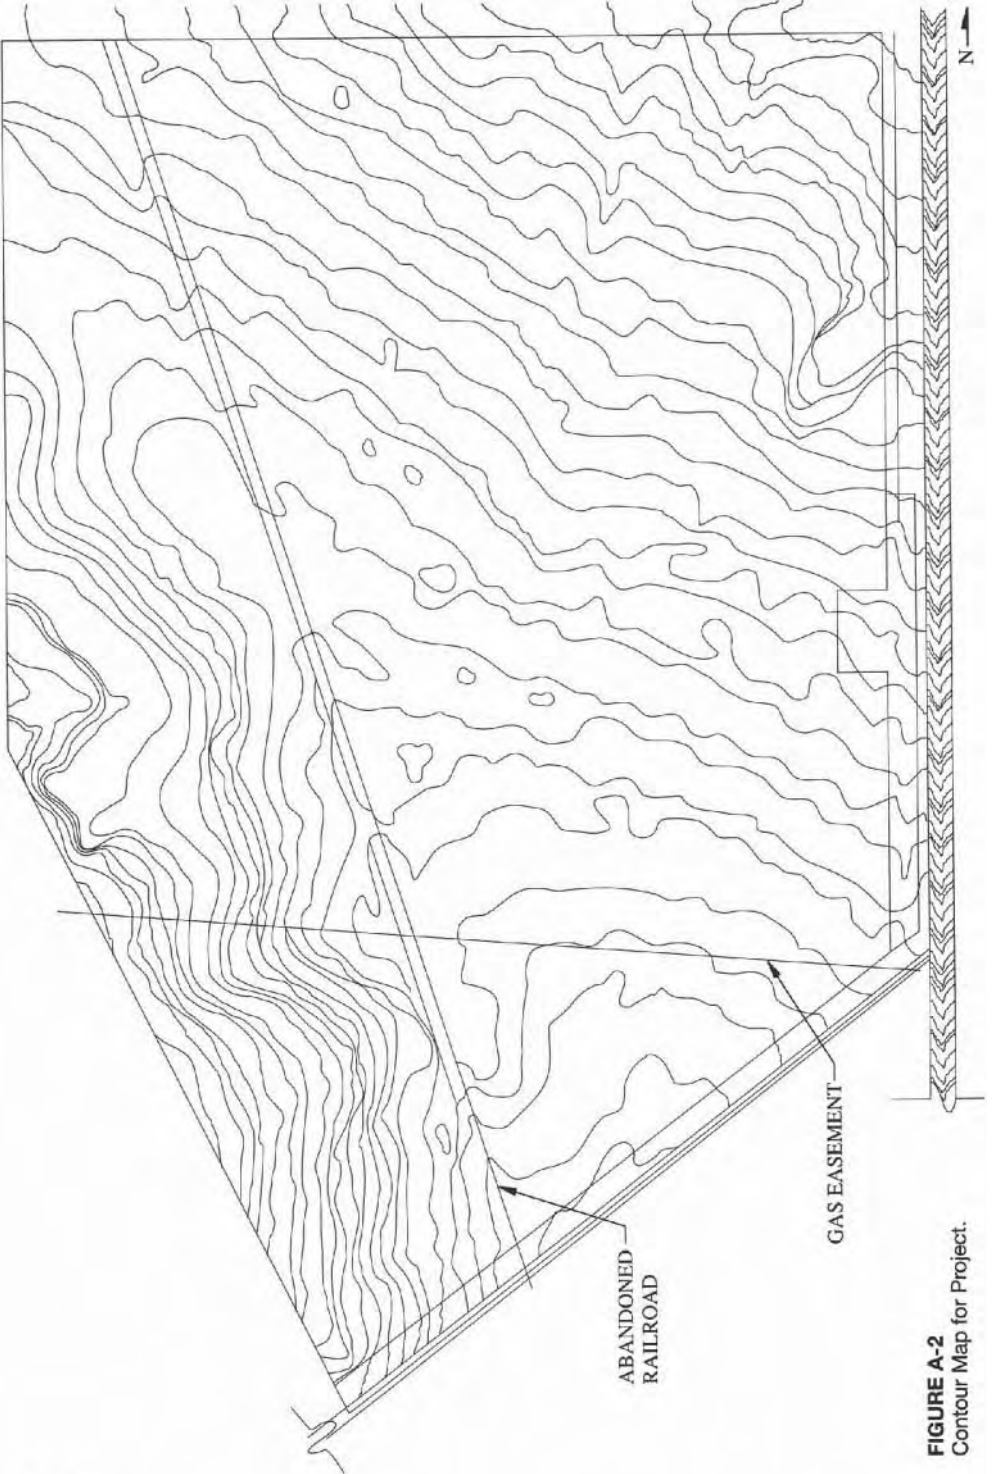 N
GAS EASEMENT
ABANDONED
RAILROAD
FIGURE A-2
Contour Map for Project.